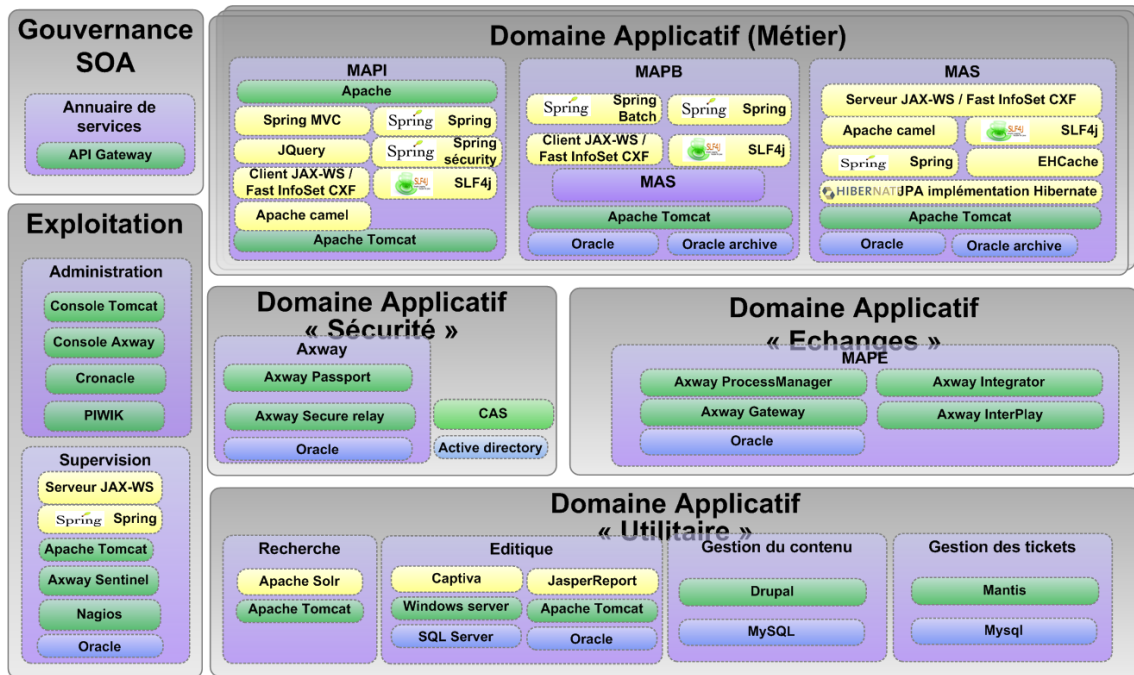 Gouvernance
SOA
Annuaire de
services
API Gateway
Exploitation
Administration
Console Tomcat
Console Axway
Cronacle
PIWIK
Supervision
Serveur JAX-WS
Spring Spring
Apache Tomcat
Axway Sentinel
Nagios
Oracle
Domaine Applicatif (Métier)
MAPI
Apache
Spring MVC
Spring Spring
JQuery
Spring Spring
sécurity
Client JAX-WS /
Fast InfoSet CXF
SLF4j SLF4j
Apache camel
Apache Tomcat
MAPB
Spring Spring
Batch
Spring Spring
Client JAX-WS /
Fast InfoSet CXF
SLF4j SLF4j
MAS
Apache Tomcat
Oracle
Oracle archive
MAS
Serveur JAX-WS / Fast InfoSet CXF
Apache camel
SLF4j SLF4j
Spring Spring
EHCache
HIBERNATE JPA implémentation Hibernate
Apache Tomcat
Oracle
Oracle archive
Domaine Applicatif
« Sécurité »
Axway
Axway Passport
Axway Secure relay
Oracle
CAS
Active directory
Domaine Applicatif
« Echanges »
MAPE
Axway ProcessManager
Axway Integrator
Axway Gateway
Axway InterPlay
Oracle
Domaine Applicatif
« Utilitaire »
Recherche
Apache Solr
Apache Tomcat
Editique
Captiva
JasperReport
Windows server
Apache Tomcat
SQL Server
Oracle
Gestion du contenu
Drupal
MySQL
Gestion des tickets
Mantis
Mysql